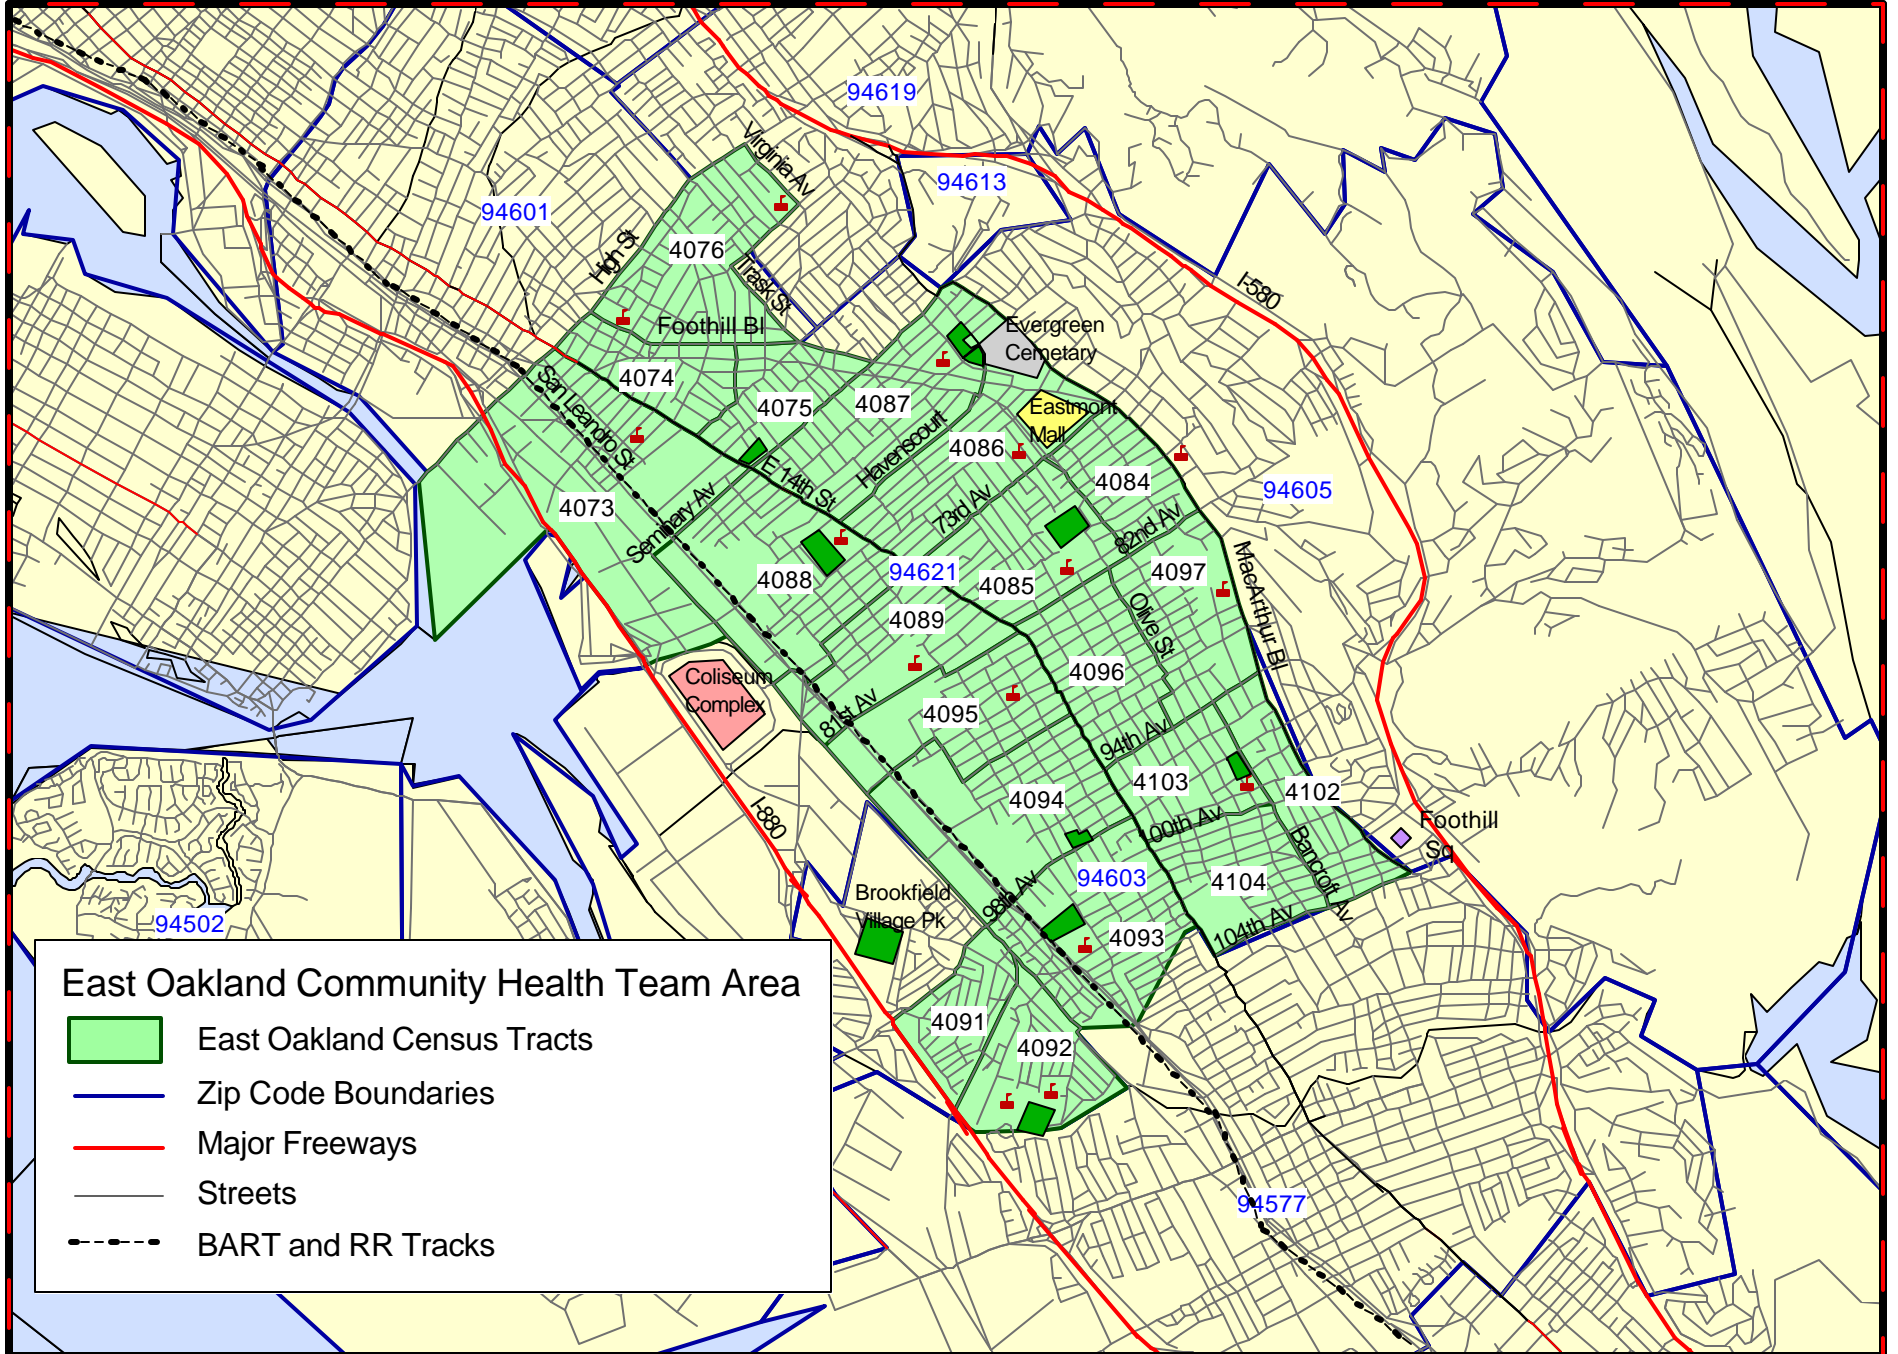 94619
Virginia Av
94613
94601
High St
4076
Trask St
I-580
Foothill Bl
Evergreen
Cemetary
San Leandro St
4074
4075
4087
Eastmont
Mall
Havenscourt
4086
E 14th St
4084
94605
4073
Seminary Av
73rd Av
82nd Av
4088
94621
4085
4097
MacArthur Bl
4089
Olive St
Coliseum
Complex
4096
81st Av
4095
94th Av
4103
4102
I-880
4094
100th Av
Foothill
Sq
Bancroft Av
94603
4104
Brookfield
Village Pk
98th Av
104th Av
4093
94502
4091
4092
94577
East Oakland Community Health Team Area
East Oakland Census Tracts
Zip Code Boundaries
Major Freeways
Streets
BART and RR Tracks